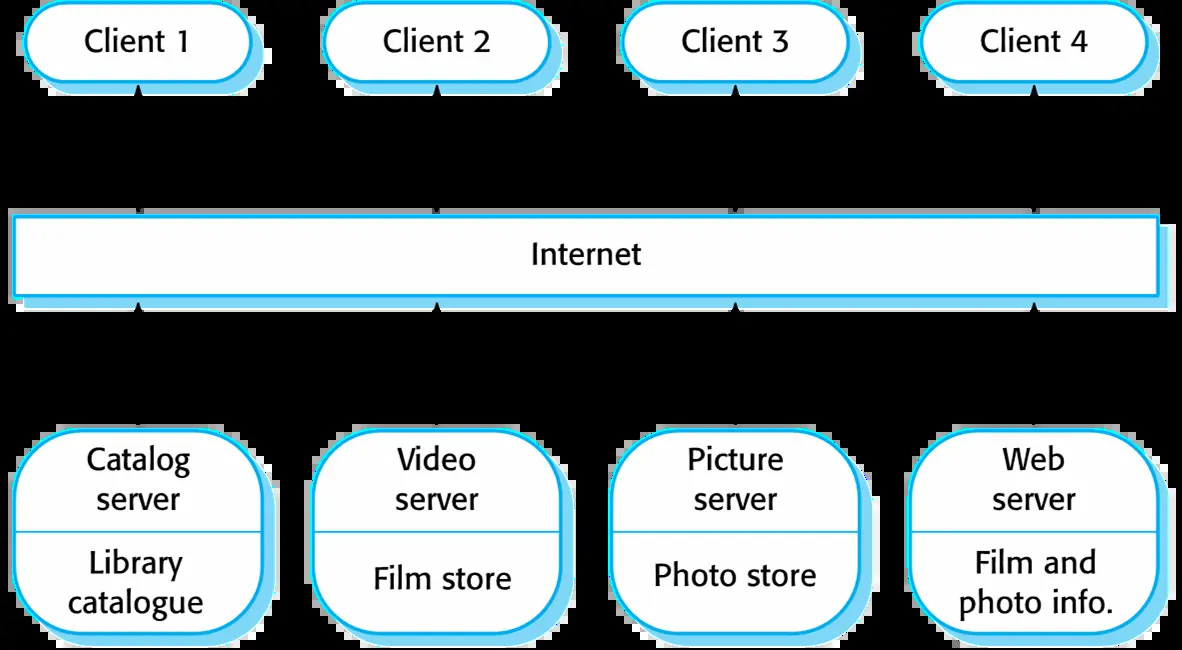 Client 1
Client 2
Client 3
Client 4
Internet
Catalog
server
Library
catalogue
Video
server
Film store
Picture
server
Photo store
Web
server
Film and
photo info.